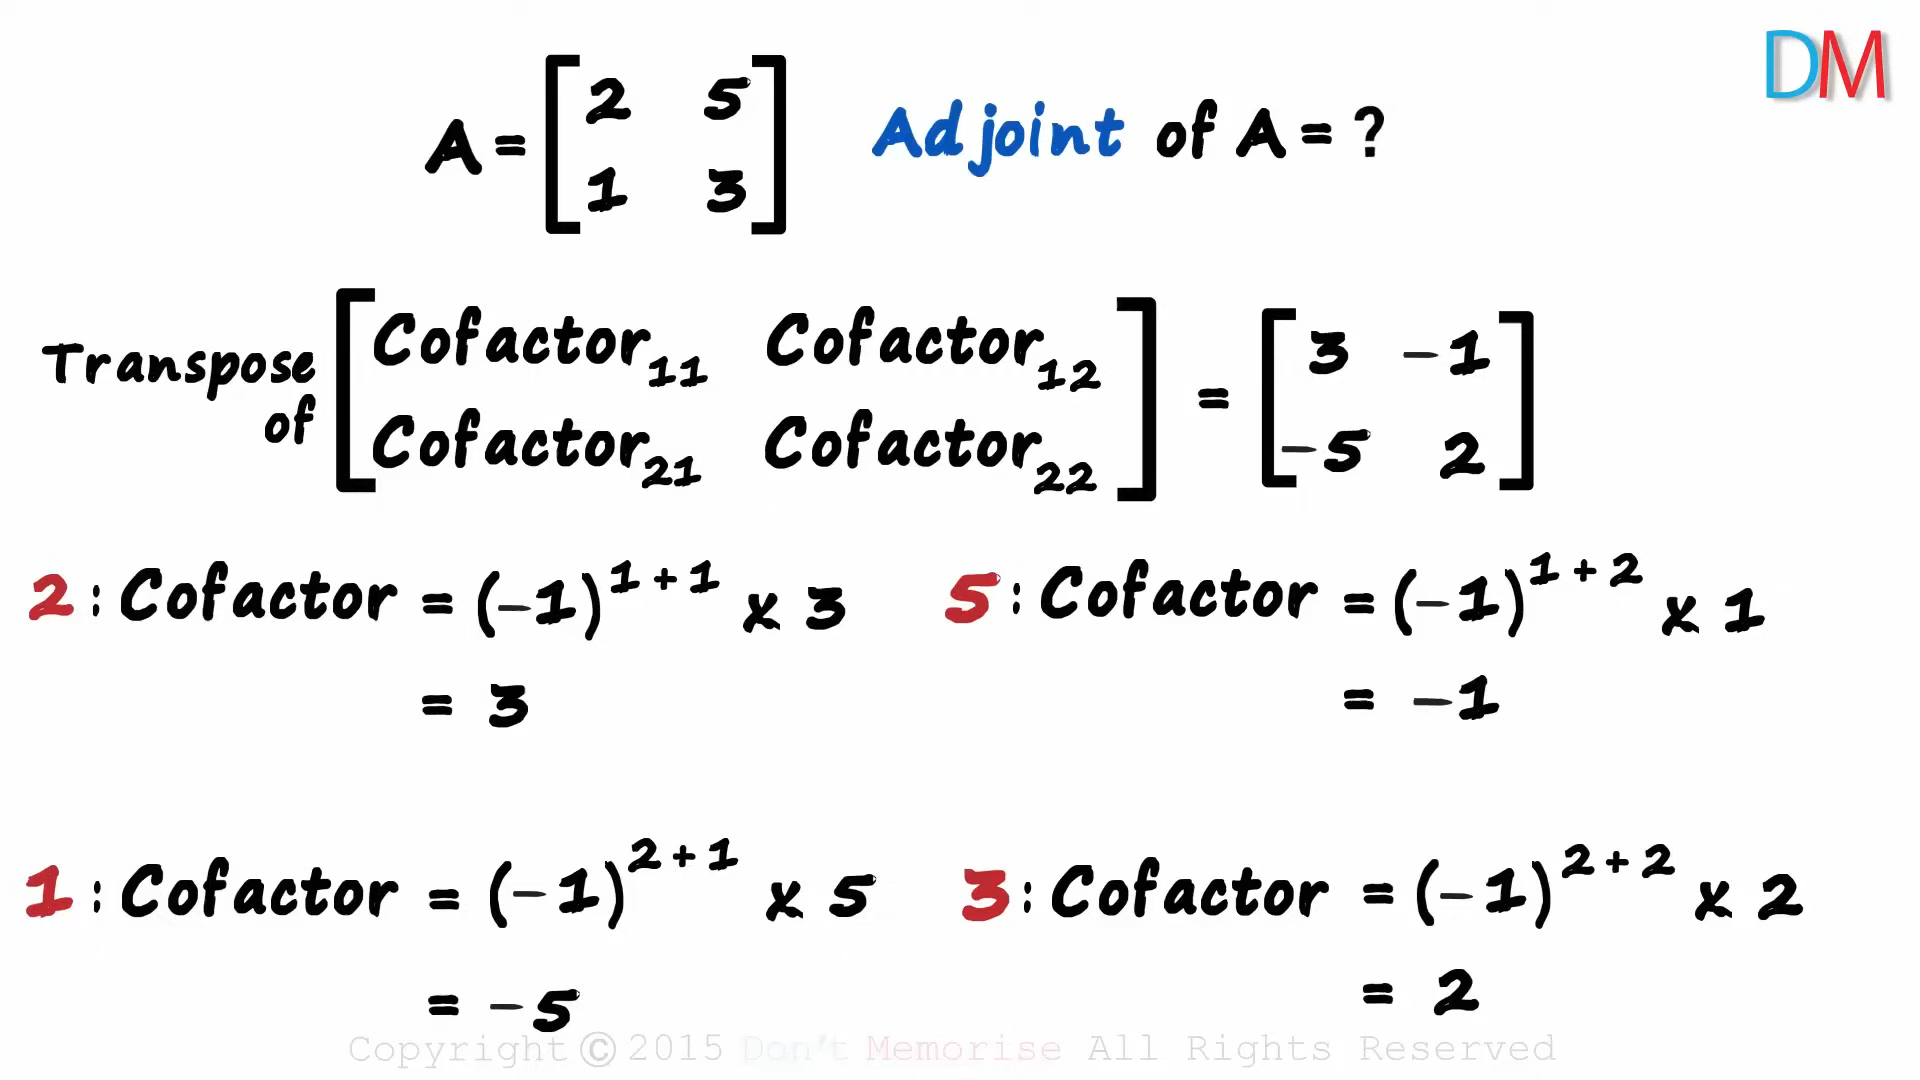 DM
A = [2 5
1 3] Adjoint of A = ?
Transpose of [Cofactor₁₁ Cofactor₁₂
Cofactor₂₁ Cofactor₂₂] = [3 -1
-5 2]
2 : Cofactor = (-1)¹⁺¹ x 3
= 3
5 : Cofactor = (-1)¹⁺² x 1
= -1
1 : Cofactor = (-1)²⁺¹ x 5
= -5
3 : Cofactor = (-1)²⁺² x 2
= 2
Copyright © 2015 Don't Memorise All Rights Reserved